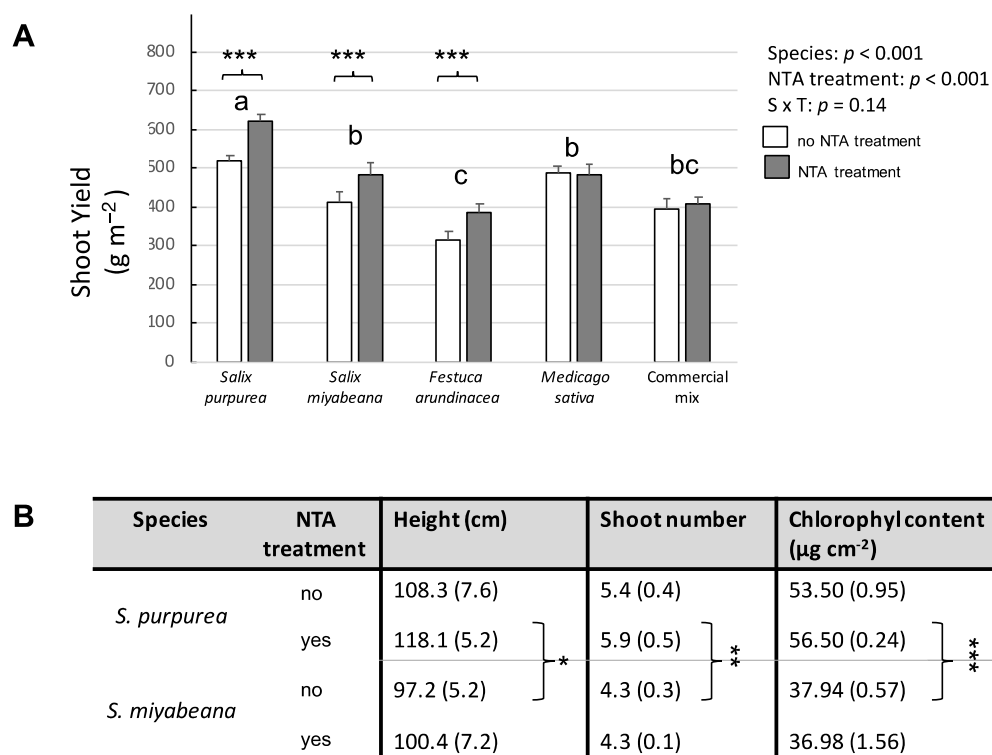 A
Shoot Yield
(g m⁻²)
800
700
600
500
400
300
200
100
0
***
***
***
a
b
c
b
bc
Species: p < 0.001
NTA treatment: p < 0.001
S x T: p = 0.14
no NTA treatment
NTA treatment
Salix purpurea
Salix miyabeana
Festuca arundinacea
Medicago sativa
Commercial mix
B
Species NTA treatment Height (cm) Shoot number Chlorophyl content (µg cm⁻²)
S. purpurea
no 108.3 (7.6) 5.4 (0.4) 53.50 (0.95)
yes 118.1 (5.2) 5.9 (0.5) 56.50 (0.24)
* ** ***
S. miyabeana
no 97.2 (5.2) 4.3 (0.3) 37.94 (0.57)
yes 100.4 (7.2) 4.3 (0.1) 36.98 (1.56)